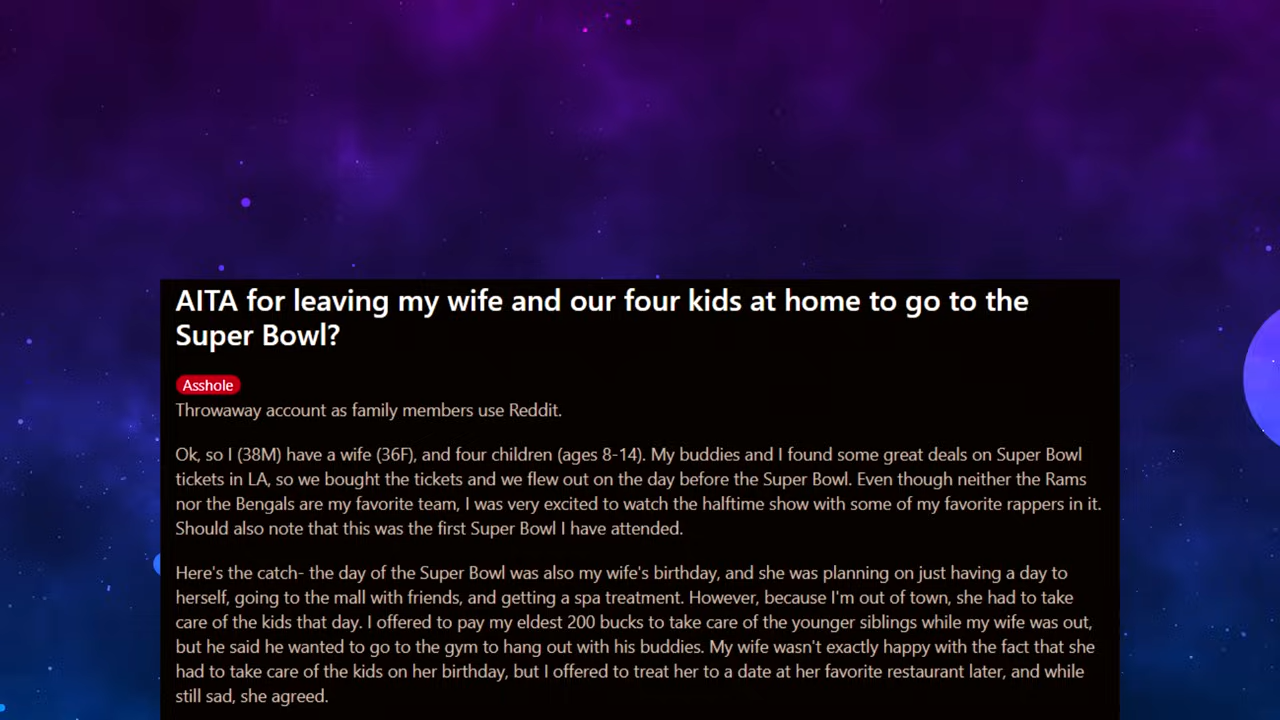 AITA for leaving my wife and our four kids at home to go to the
Super Bowl?
Asshole
Throwaway account as family members use Reddit.
Ok, so I (38M) have a wife (36F), and four children (ages 8-14). My buddies and I found some great deals on Super Bowl
tickets in LA, so we bought the tickets and we flew out on the day before the Super Bowl. Even though neither the Rams
nor the Bengals are my favorite team, I was very excited to watch the halftime show with some of my favorite rappers in it.
Should also note that this was the first Super Bowl I have attended.
Here's the catch- the day of the Super Bowl was also my wife's birthday, and she was planning on just having a day to
herself, going to the mall with friends, and getting a spa treatment. However, because I'm out of town, she had to take
care of the kids that day. I offered to pay my eldest 200 bucks to take care of the younger siblings while my wife was out,
but he said he wanted to go to the gym to hang out with his buddies. My wife wasn't exactly happy with the fact that she
had to take care of the kids on her birthday, but I offered to treat her to a date at her favorite restaurant later, and while
still sad, she agreed.